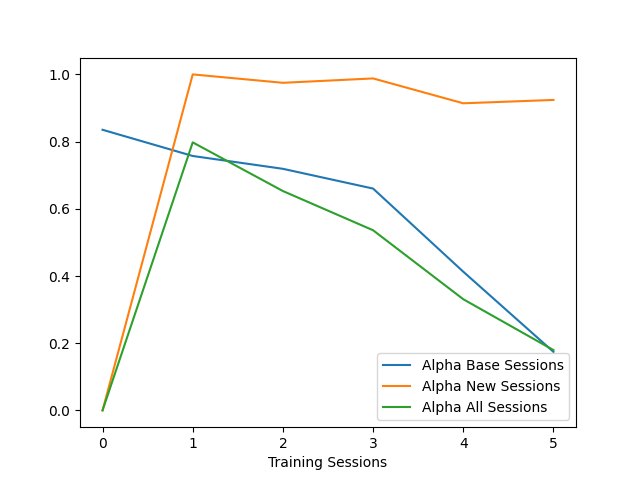 1.0
0.8
0.6
0.4
0.2
0.0
Alpha Base Sessions
Alpha New Sessions
Alpha All Sessions
0 1 2 3 4 5
Training Sessions